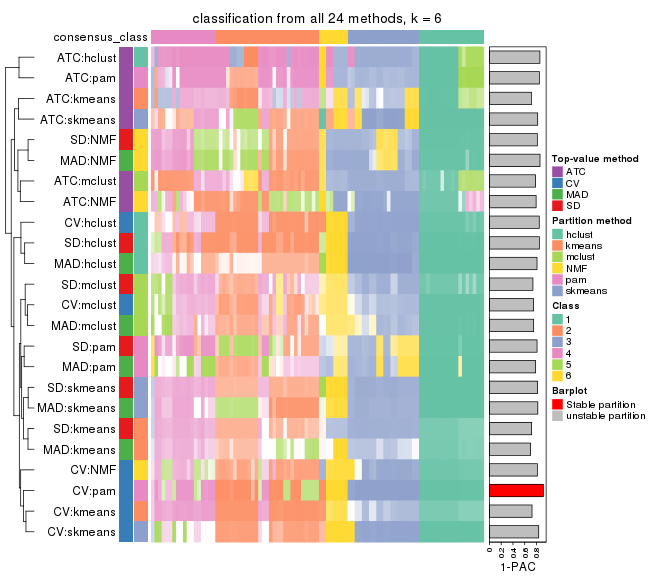 classification from all 24 methods, k = 6
consensus_class
ATC:hclust
ATC:pam
ATC:kmeans
ATC:skmeans
SD:NMF
MAD:NMF
ATC:mclust
ATC:NMF
CV:hclust
SD:hclust
MAD:hclust
SD:mclust
CV:mclust
MAD:mclust
SD:pam
MAD:pam
SD:skmeans
MAD:skmeans
SD:kmeans
MAD:kmeans
CV:NMF
CV:pam
CV:kmeans
CV:skmeans
0 0.2 0.4 0.6 0.8
1-PAC
Top-value method
ATC
CV
MAD
SD
Partition method
hclust
kmeans
mclust
NMF
pam
skmeans
Class
1
2
3
4
5
6
Barplot
Stable partition
unstable partition